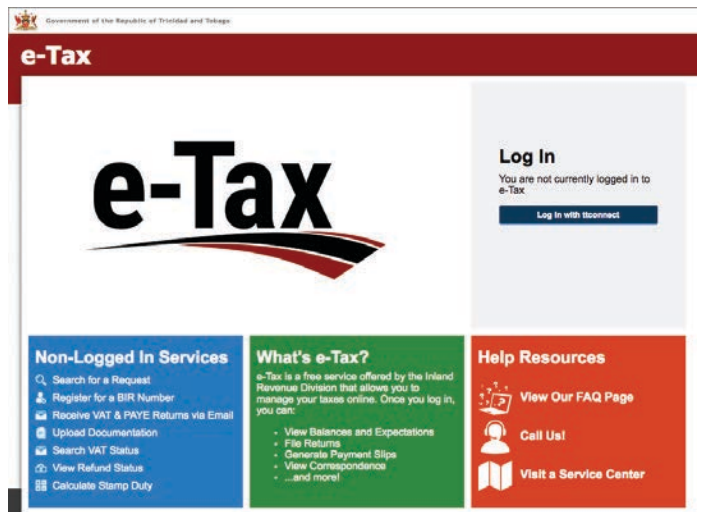 Government of the Republic of Trinidad and Tobago
e-Tax
e-Tax
Log In
You are not currently logged in to
e-Tax
Log in with ttconnect
Non-Logged In Services
Search for a Request
Register for a BIR Number
Receive VAT & PAYE Returns via Email
Upload Documentation
Search VAT Status
View Refund Status
Calculate Stamp Duty
What's e-Tax?
e-Tax is a free service offered by the Inland
Revenue Division that allows you to
manage your taxes online. Once you log in,
you can:
• View Balances and Expectations
• File Returns
• Generate Payment Slips
• View Correspondence
• ...and more!
Help Resources
View Our FAQ Page
Call Us!
Visit a Service Center